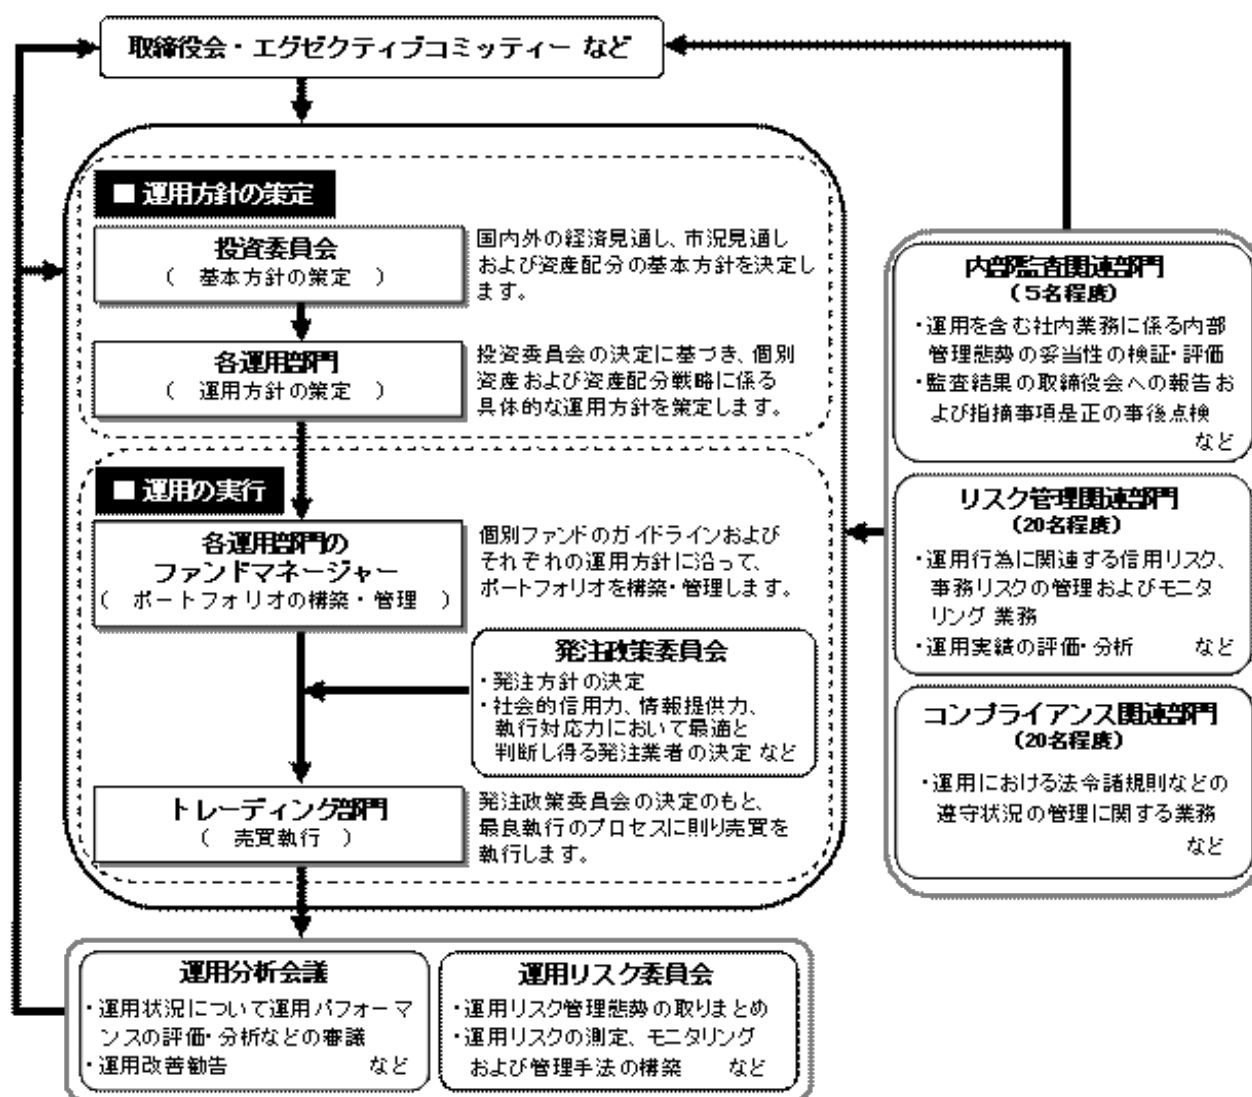 取締役会・エグゼクティブコミッティー など
■ 運用方針の策定
投資委員会
( 基本方針の策定 )
国内外の経済見通し、市況見通し
および資産配分の基本方針を決定し
ます。
各運用部門
( 運用方針の策定 )
投資委員会の決定に基づき、個別
資産および資産配分戦略に係る
具体的な運用方針を策定します。
■ 運用の実行
各運用部門の
ファンドマネージャー
( ポートフォリオの構築・管理 )
個別ファンドのガイドラインおよび
それぞれの運用方針に沿って、
ポートフォリオを構築・管理します。
発注政策委員会
・発注方針の決定
・社会的信用力、情報提供力、
執行対応力において最適と
判断し得る発注業者の決定 など
トレーディング部門
( 売買執行 )
発注政策委員会の決定のもと、
最良執行のプロセスに則り売買を
執行します。
内部監査関連部門
(5名程度)
・運用を含む社内業務に係る内部
管理態勢の妥当性の検証・評価
・監査結果の取締役会への報告お
よび指摘事項是正の事後点検
など
リスク管理関連部門
(20名程度)
・運用行為に関連する信用リスク、
事務リスクの管理およびモニタ
リング 業務
・運用実績の評価・分析 など
コンプライアンス関連部門
(20名程度)
・運用における法令諸規則などの
遵守状況の管理に関する業務
など
運用分析会議
・運用状況について運用パフォーマ
ンスの評価・分析などの審議
・運用改善勧告 など
運用リスク委員会
・運用リスク管理態勢の取りまとめ
・運用リスクの測定、モニタリング
および管理手法の構築 など